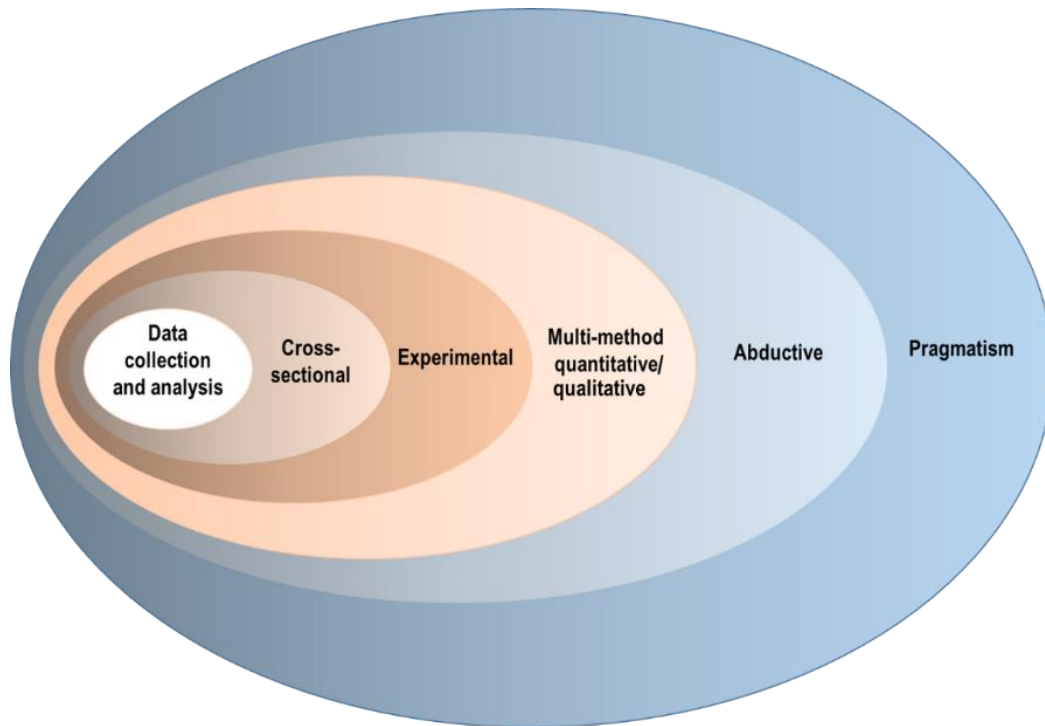 Data
collection
and analysis
Cross-
sectional
Experimental
Multi-method
quantitative/
qualitative
Abductive
Pragmatism